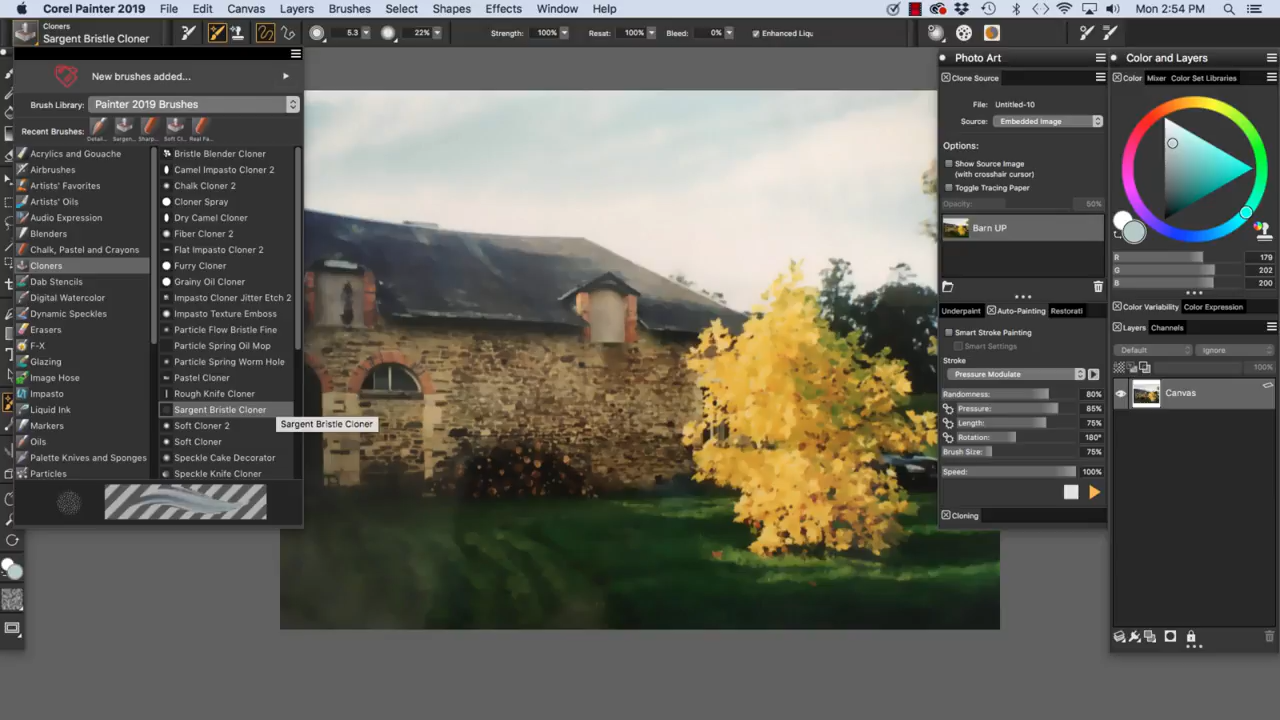 Corel Painter 2019 File Edit Canvas Layers Brushes Select Shapes Effects Window Help Mon 2:54 PM
Cloners
Sargent Bristle Cloner
5.3 22% Strength: 100% Resat: 100% Bleed: 0% Enhanced Liqu
New brushes added...
Brush Library: Painter 2019 Brushes
Recent Brushes:
Detail... Sargen... Sharp... Soft Cl... Real Fa...
Acrylics and Gouache
Airbrushes
Artists' Favorites
Artists' Oils
Audio Expression
Blenders
Chalk, Pastel and Crayons
Cloners
Dab Stencils
Digital Watercolor
Dynamic Speckles
Erasers
F-X
Glazing
Image Hose
Impasto
Liquid Ink
Markers
Oils
Palette Knives and Sponges
Particles
Bristle Blender Cloner
Camel Impasto Cloner 2
Chalk Cloner 2
Cloner Spray
Dry Camel Cloner
Fiber Cloner 2
Flat Impasto Cloner 2
Furry Cloner
Grainy Oil Cloner
Impasto Cloner Jitter Etch 2
Impasto Texture Emboss
Particle Flow Bristle Fine
Particle Spring Oil Mop
Particle Spring Worm Hole
Pastel Cloner
Rough Knife Cloner
Sargent Bristle Cloner
Soft Cloner 2
Soft Cloner
Speckle Cake Decorator
Speckle Knife Cloner
Sargent Bristle Cloner
Photo Art
Clone Source
File: Untitled-10
Source: Embedded Image
Options:
Show Source Image
(with crosshair cursor)
Toggle Tracing Paper
Opacity: 50%
Barn UP
Underpaint Auto-Painting Restorati
Smart Stroke Painting
Smart Settings
Stroke
Pressure Modulate
Randomness: 80%
Pressure: 85%
Length: 75%
Rotation: 180°
Brush Size: 75%
Speed: 100%
Cloning
Color and Layers
Color Mixer Color Set Libraries
R 179
G 202
B 200
Color Variability Color Expression
Layers Channels
Default Ignore
100%
Canvas